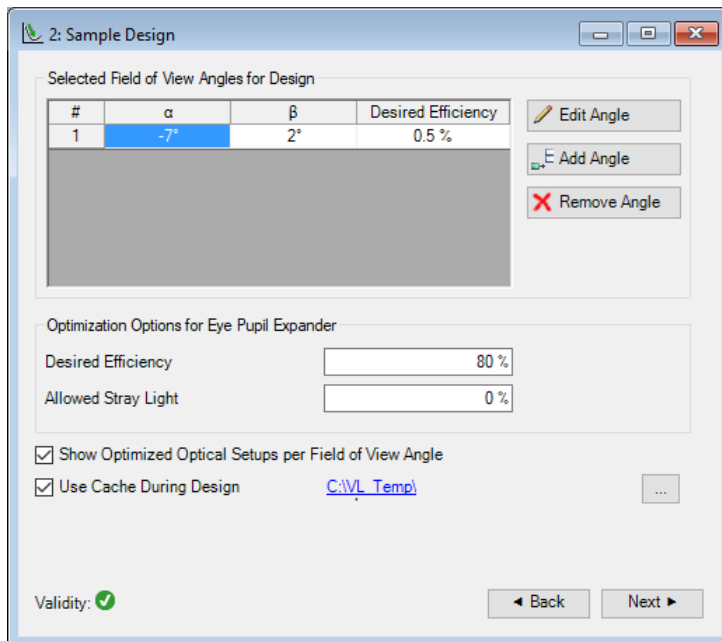 2: Sample Design
Selected Field of View Angles for Design
# α β Desired Efficiency
1 -7° 2° 0.5 %
Edit Angle
Add Angle
Remove Angle
Optimization Options for Eye Pupil Expander
Desired Efficiency 80 %
Allowed Stray Light 0 %
Show Optimized Optical Setups per Field of View Angle
Use Cache During Design C:\VL_Temp\ ...
Validity: Back Next